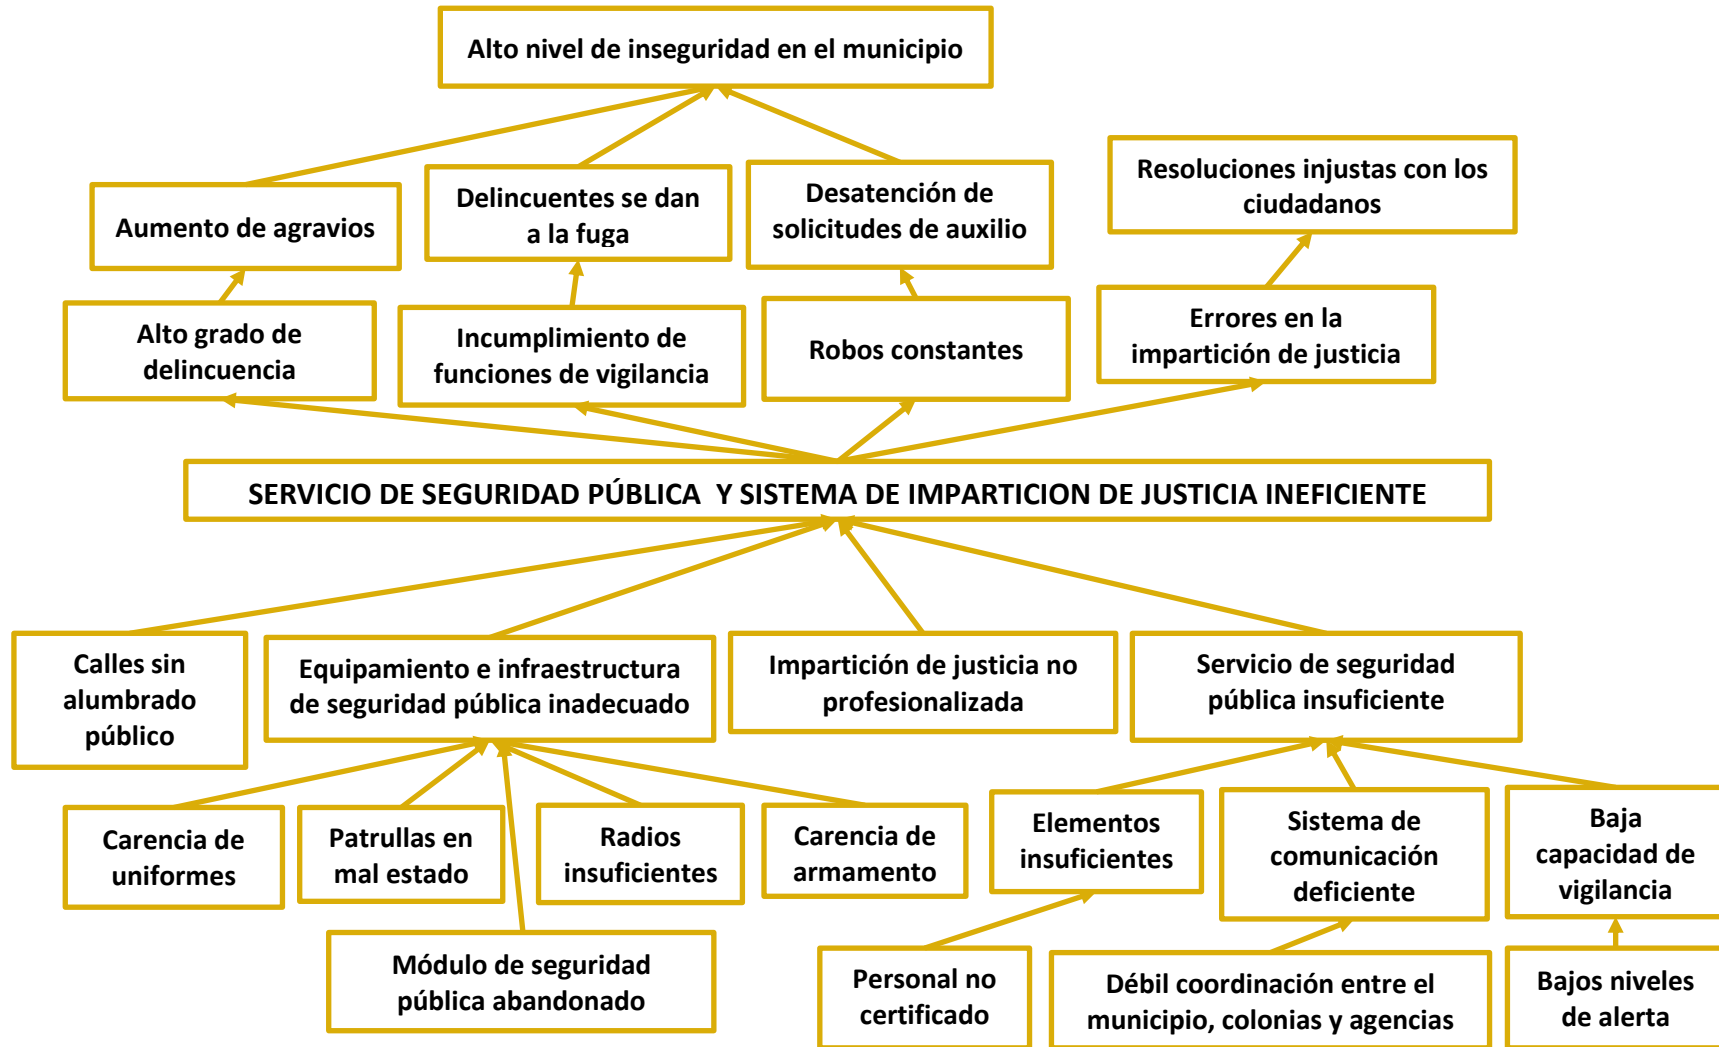 Alto nivel de inseguridad en el municipio
Aumento de agravios
Delincuentes se dan
a la fuga
Desatención de
solicitudes de auxilio
Resoluciones injustas con los
ciudadanos
Alto grado de
delincuencia
Incumplimiento de
funciones de vigilancia
Robos constantes
Errores en la
impartición de justicia
SERVICIO DE SEGURIDAD PÚBLICA Y SISTEMA DE IMPARTICION DE JUSTICIA INEFICIENTE
Calles sin
alumbrado
público
Equipamiento e infraestructura
de seguridad pública inadecuado
Impartición de justicia no
profesionalizada
Servicio de seguridad
pública insuficiente
Carencia de
uniformes
Patrullas en
mal estado
Radios
insuficientes
Carencia de
armamento
Elementos
insuficientes
Sistema de
comunicación
deficiente
Baja
capacidad de
vigilancia
Módulo de seguridad
pública abandonado
Personal no
certificado
Débil coordinación entre el
municipio, colonias y agencias
Bajos niveles
de alerta